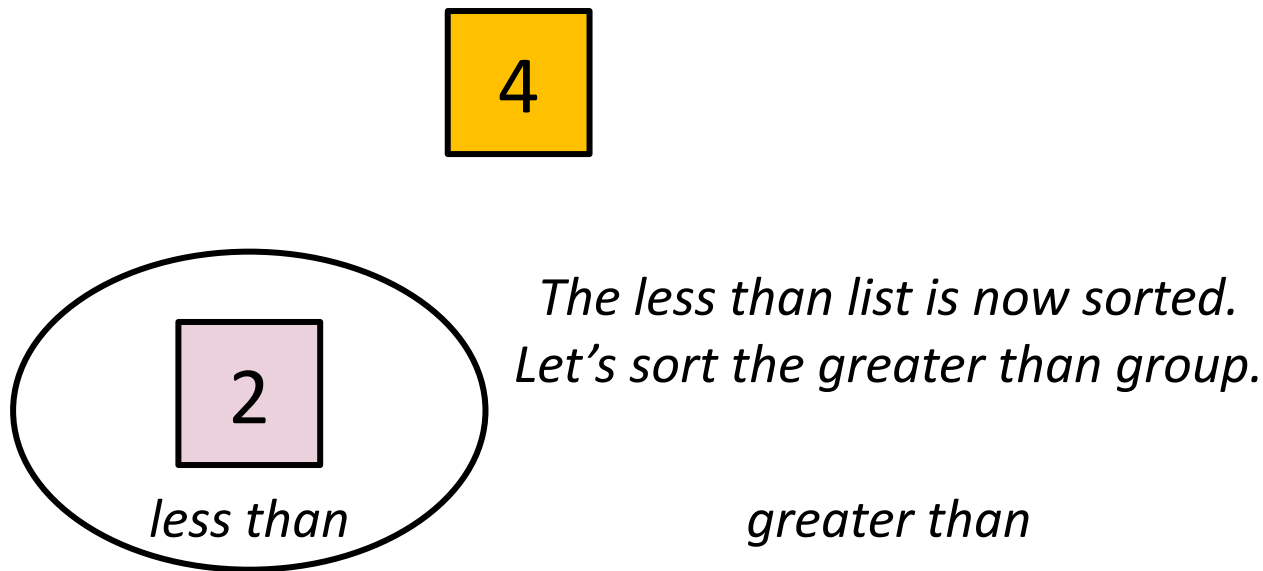 4
The less than list is now sorted.
Let’s sort the greater than group.
2
less than
greater than